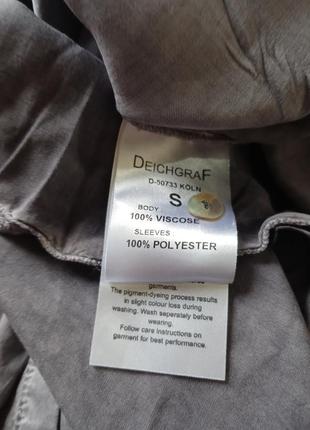 DEICHGRAF
D-50733 KÖLN
S
BODY
100% VISCOSE
SLEEVES:
100% POLYESTER
garments.
The pigment-dyeing process results
in slight colour loss during
washing. Wash seperately before
wearing.
Follow care instructions on
garment for best performance.